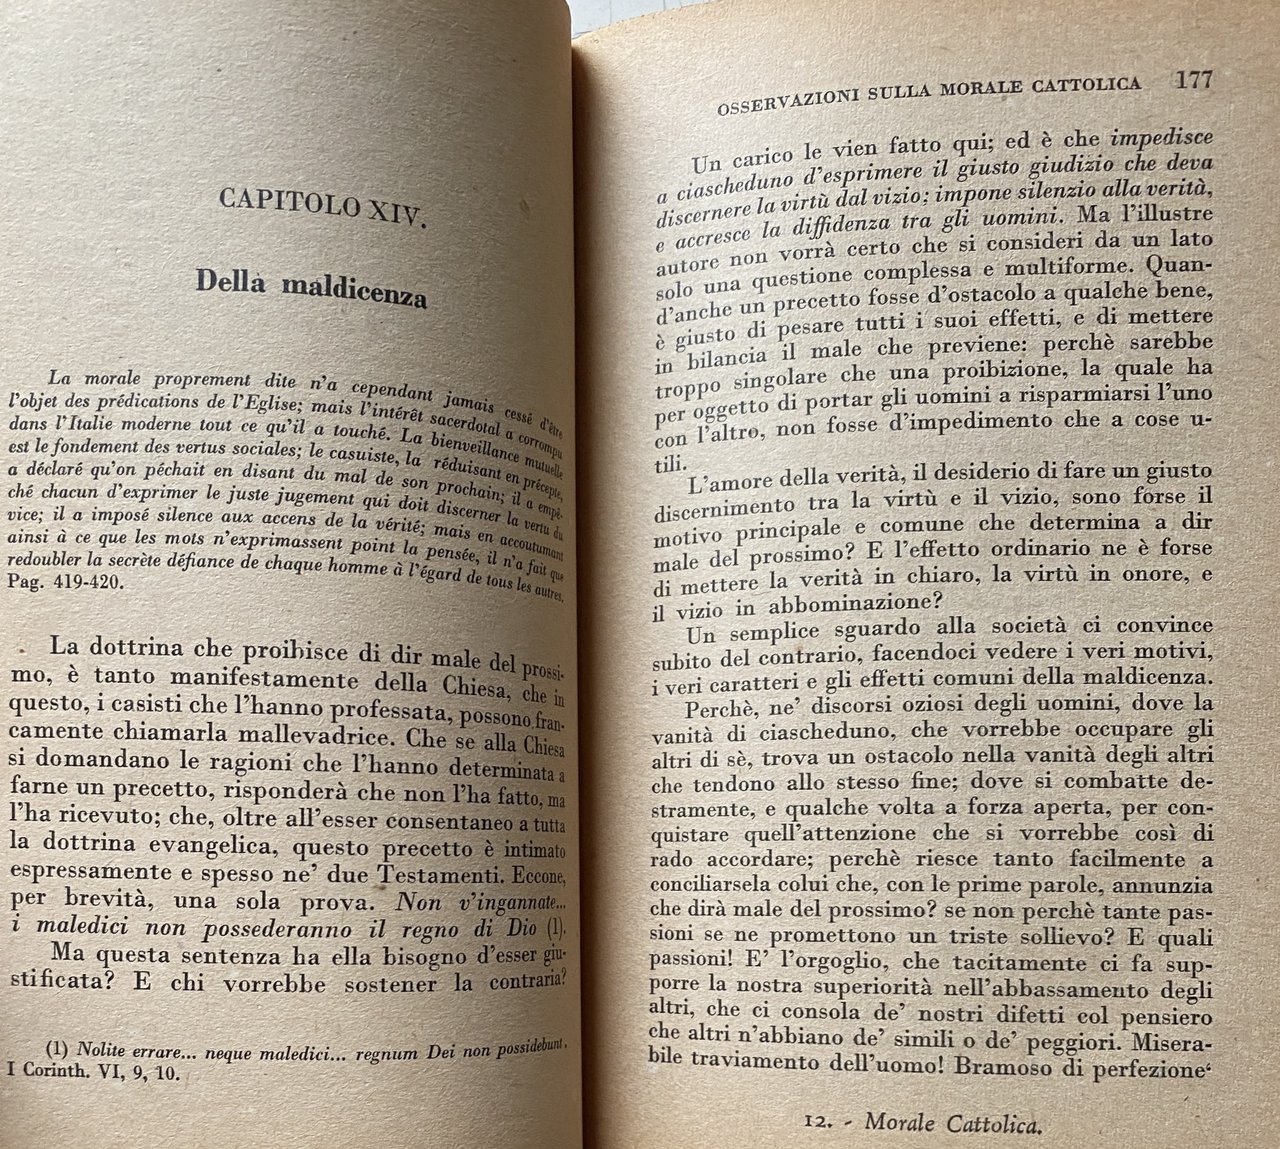 CAPITOLO XIV.
Della maldicenza
La morale proprement dite n'a cependant jamais cessé d'être
l'objet des prédications de l'Eglise; mais l'intérêt sacerdotal a corrompu
dans l'Italie moderne tout ce qu'il a touché. La bienveillance mutuelle
est le fondement des vertus sociales; le casuiste, la réduisant en précepte,
a déclaré qu'on péchait en disant du mal de son prochain; il a empê-
ché chacun d'exprimer le juste jugement qui doit discerner la vertu du
vice; il a imposé silence aux accens de la vérité; mais en accoutumant
ainsi à ce que les mots n'exprimassent point la pensée, il n'a fait que
redoubler la secrète défiance de chaque homme à l'égard de tous les autres.
Pag. 419-420.
La dottrina che proibisce di dir male del prossi-
mo, è tanto manifestamente della Chiesa, che in
questo, i casisti che l'hanno professata, possono fran-
camente chiamarla mallevadrice. Che se alla Chiesa
si domandano le ragioni che l'hanno determinata a
farne un precetto, risponderà che non l'ha fatto, ma
l'ha ricevuto; che, oltre all'esser consentaneo a tutta
la dottrina evangelica, questo precetto è intimato
espressamente e spesso ne' due Testamenti. Eccone,
per brevità, una sola prova. Non v'ingannate...
i maledici non possederanno il regno di Dio (1).
Ma questa sentenza ha ella bisogno d'esser giu-
stificata? E chi vorrebbe sostener la contraria?
(1) Nolite errare... neque maledici... regnum Dei non possidebunt.
I Corinth. VI, 9, 10.
OSSERVAZIONI SULLA MORALE CATTOLICA 177
Un carico le vien fatto qui; ed è che impedisce
a ciascheduno d'esprimere il giusto giudizio che deva
discernere la virtù dal vizio; impone silenzio alla verità,
e accresce la diffidenza tra gli uomini. Ma l'illustre
autore non vorrà certo che si consideri da un lato
solo una questione complessa e multiforme. Quan-
d'anche un precetto fosse d'ostacolo a qualche bene,
è giusto di pesare tutti i suoi effetti, e di mettere
in bilancia il male che previene: perchè sarebbe
troppo singolare che una proibizione, la quale ha
per oggetto di portar gli uomini a risparmiarsi l'uno
con l'altro, non fosse d'impedimento che a cose u-
tili.
L'amore della verità, il desiderio di fare un giusto
discernimento tra la virtù e il vizio, sono forse il
motivo principale e comune che determina a dir
male del prossimo? E l'effetto ordinario ne è forse
di mettere la verità in chiaro, la virtù in onore, e
il vizio in abbominazione?
Un semplice sguardo alla società ci convince
subito del contrario, facendoci vedere i veri motivi,
i veri caratteri e gli effetti comuni della maldicenza.
Perchè, ne' discorsi oziosi degli uomini, dove la
vanità di ciascheduno, che vorrebbe occupare gli
altri di sè, trova un ostacolo nella vanità degli altri
che tendono allo stesso fine; dove si combatte de-
stramente, e qualche volta a forza aperta, per con-
quistare quell'attenzione che si vorrebbe così di
rado accordare; perchè riesce tanto facilmente a
conciliarsela colui che, con le prime parole, annunzia
che dirà male del prossimo? se non perchè tante pas-
sioni se ne promettono un triste sollievo? E quali
passioni! E' l'orgoglio, che tacitamente ci fa sup-
porre la nostra superiorità nell'abbassamento degli
altri, che ci consola de' nostri difetti col pensiero
che altri n'abbiano de' simili o de' peggiori. Misera-
bile traviamento dell'uomo! Bramoso di perfezione
12. - Morale Cattolica.